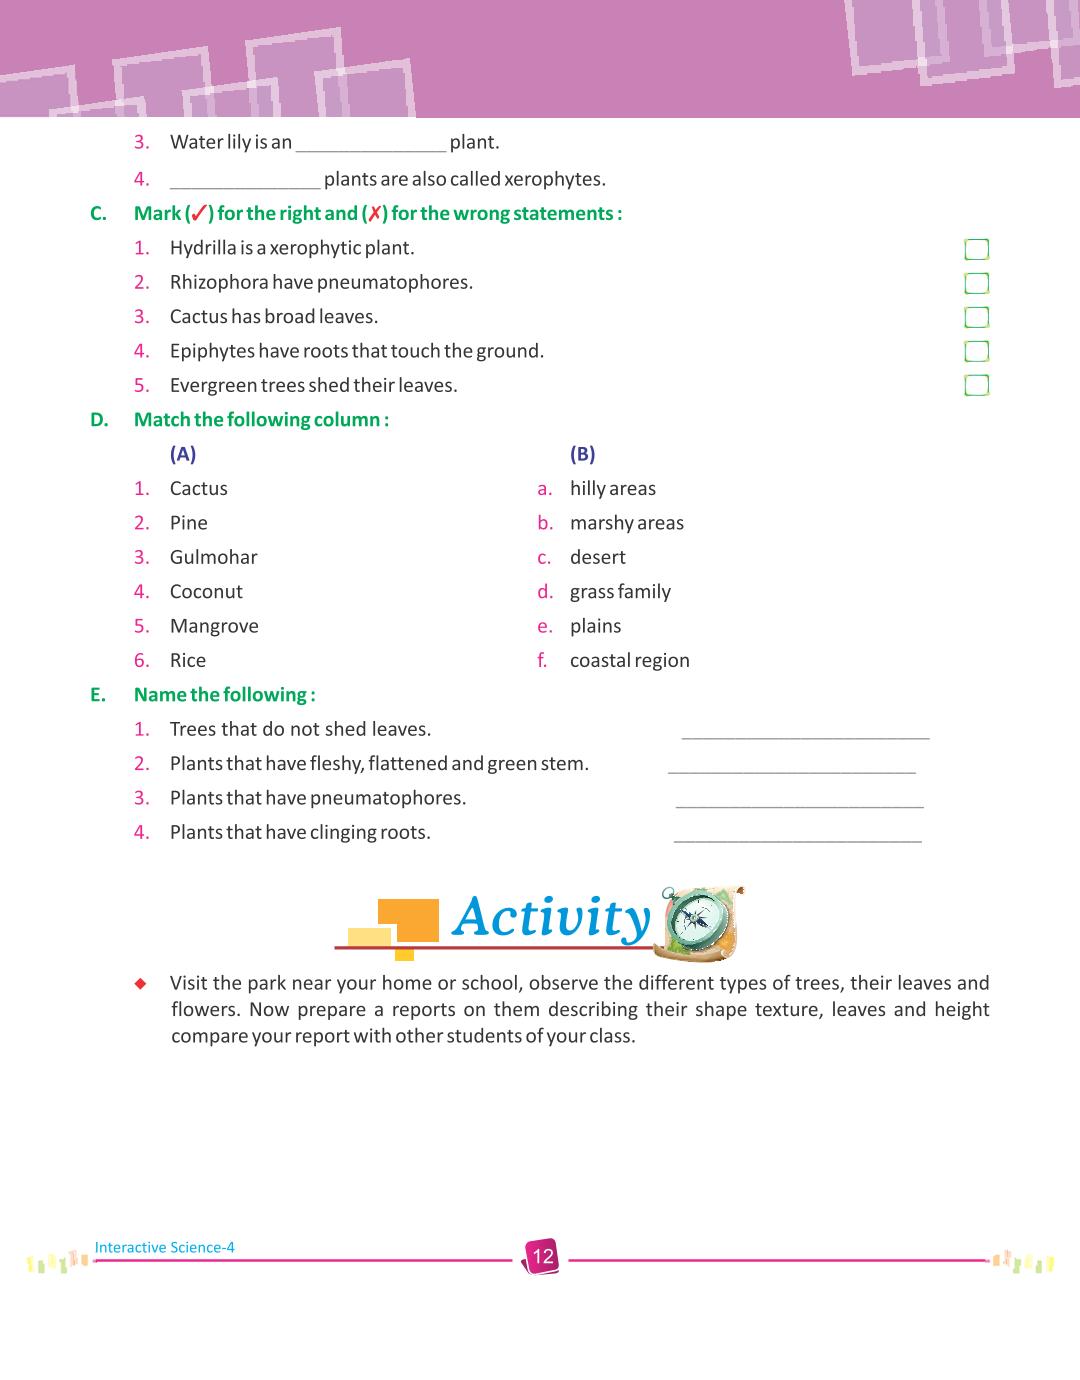 3. Water lily is an ______________ plant.
4. ______________ plants are also called xerophytes.
C. Mark (✓) for the right and (✗) for the wrong statements :
1. Hydrilla is a xerophytic plant.
2. Rhizophora have pneumatophores.
3. Cactus has broad leaves.
4. Epiphytes have roots that touch the ground.
5. Evergreen trees shed their leaves.
D. Match the following column :
(A) (B)
1. Cactus a. hilly areas
2. Pine b. marshy areas
3. Gulmohar c. desert
4. Coconut d. grass family
5. Mangrove e. plains
6. Rice f. coastal region
E. Name the following :
1. Trees that do not shed leaves. _______________________
2. Plants that have fleshy, flattened and green stem. _______________________
3. Plants that have pneumatophores. _______________________
4. Plants that have clinging roots. _______________________
Activity
◆ Visit the park near your home or school, observe the different types of trees, their leaves and
flowers. Now prepare a reports on them describing their shape texture, leaves and height
compare your report with other students of your class.
Interactive Science-4
12